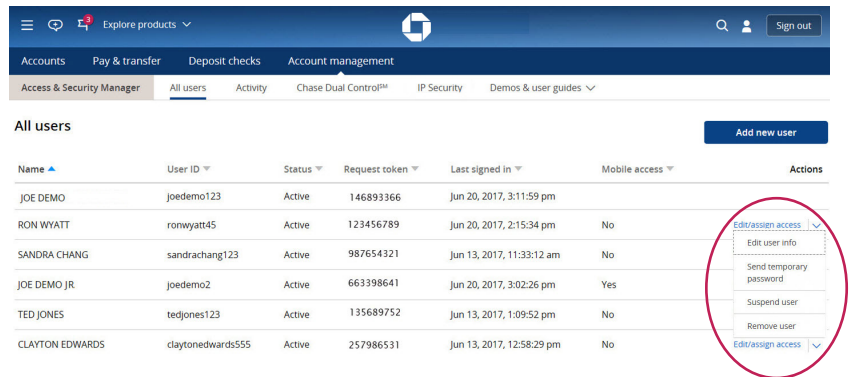 3 Explore products Sign out
Accounts Pay & transfer Deposit checks Account management
Access & Security Manager All users Activity Chase Dual Control℠ IP Security Demos & user guides
All users
Add new user
Name User ID Status Request token Last signed in Mobile access Actions
JOE DEMO joedemo123 Active 146893366 Jun 20, 2017, 3:11:59 pm
RON WYATT ronwyatt45 Active 123456789 Jun 20, 2017, 2:15:34 pm No Edit/assign access
Edit user info
SANDRA CHANG sandrachang123 Active 987654321 Jun 13, 2017, 11:33:12 am No
Send temporary
password
JOE DEMO JR joedemo2 Active 663398641 Jun 20, 2017, 3:02:26 pm Yes
Suspend user
TED JONES tedjones123 Active 135689752 Jun 13, 2017, 1:09:52 pm No
Remove user
CLAYTON EDWARDS claytonedwards555 Active 257986531 Jun 13, 2017, 12:58:29 pm No Edit/assign access